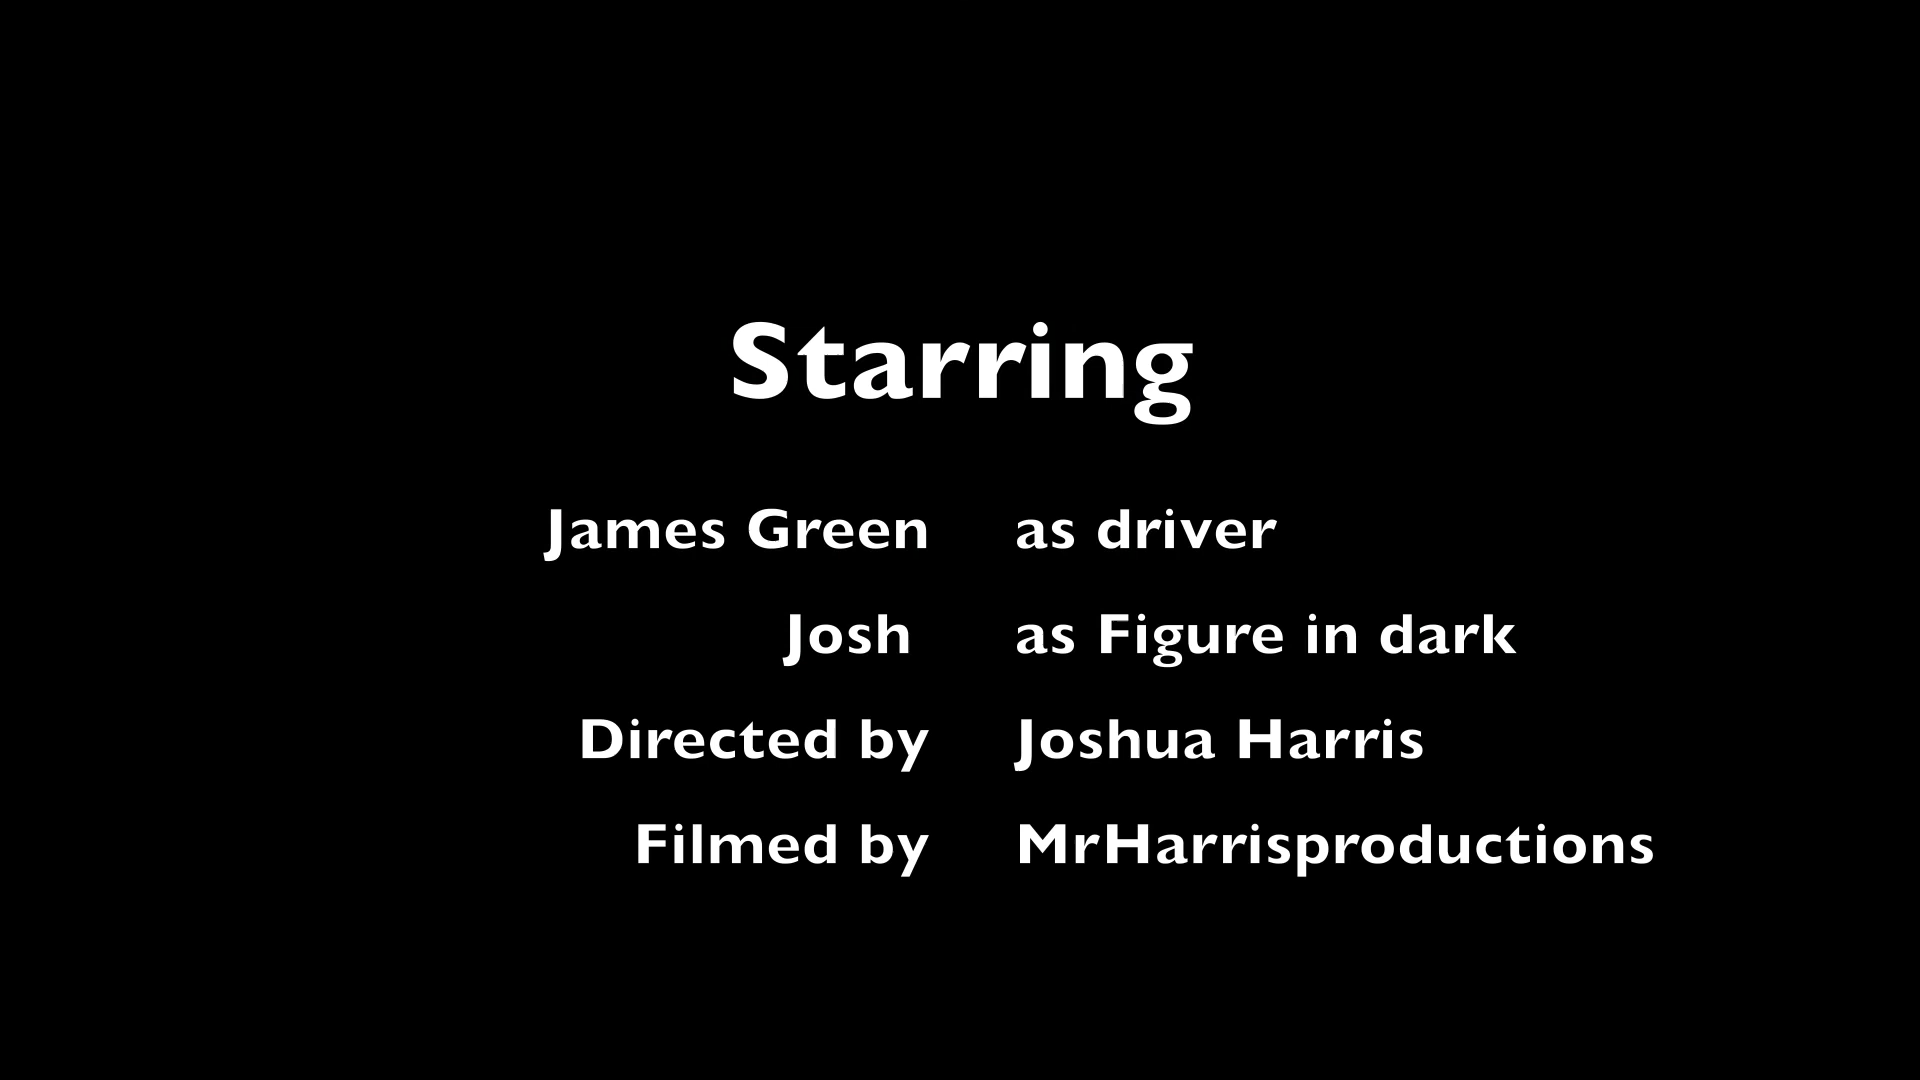 Starring
James Green as driver
Josh as Figure in dark
Directed by Joshua Harris
Filmed by MrHarrisproductions